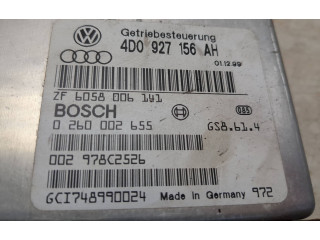 Getriebesteuerung
4D0 927 156 AH
01.12.99
ZF 6058 006 141
BOSCH
0 260 002 655
GS8.61.4
002 978C2526
GCI748990024
Made in Germany 972